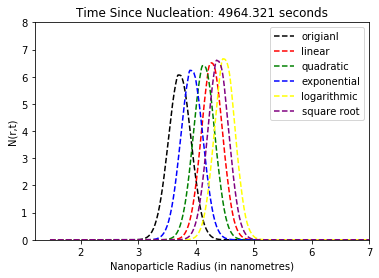 Time Since Nucleation: 4964.321 seconds
8
7
6
5
4
3
2
1
0
N(r,t)
origianl
linear
quadratic
exponential
logarithmic
square root
2 3 4 5 6 7
Nanoparticle Radius (in nanometres)